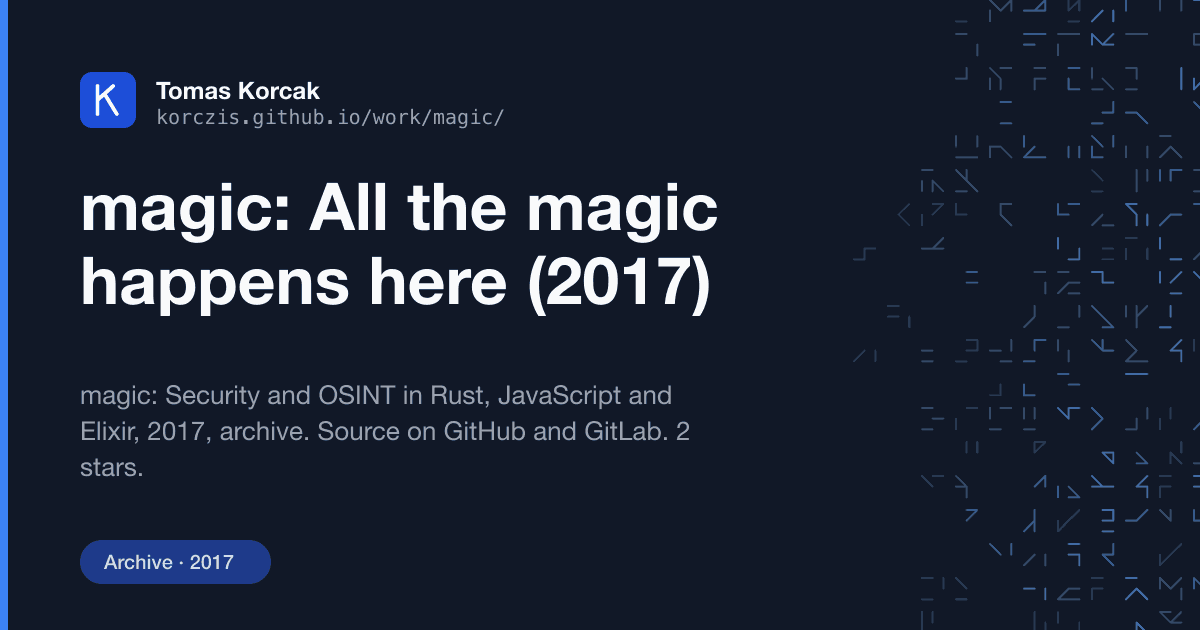 K
Tomas Korcak
korczis.github.io/work/magic/
magic: All the magic
happens here (2017)
magic: Security and OSINT in Rust, JavaScript and
Elixir, 2017, archive. Source on GitHub and GitLab. 2
stars.
Archive · 2017